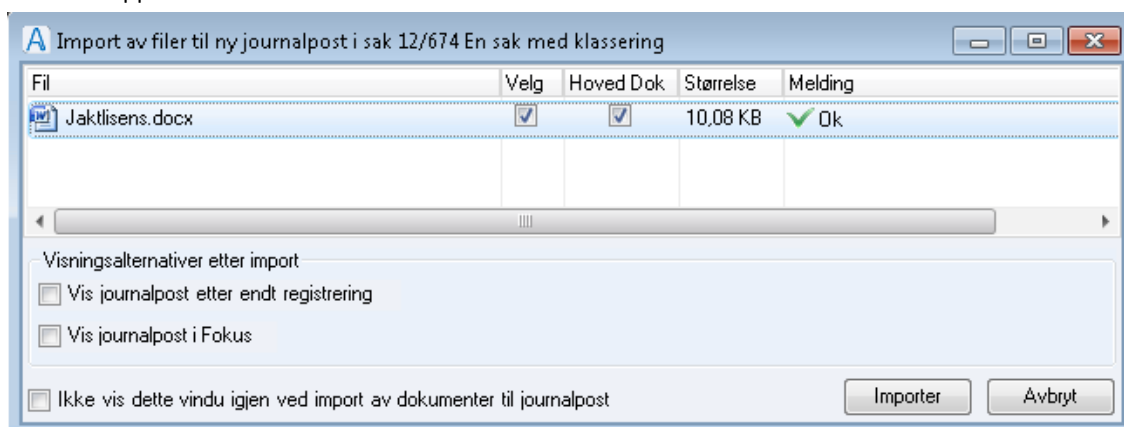 Import av filer til ny journalpost i sak 12/674 En sak med klassering
Fil Velg Hoved Dok Størrelse Melding
Jaktlisens.docx 10,08 KB Ok
Visningsalternativer etter import
Vis journalpost etter endt registrering
Vis journalpost i Fokus
Ikke vis dette vindu igjen ved import av dokumenter til journalpost Importer Avbryt